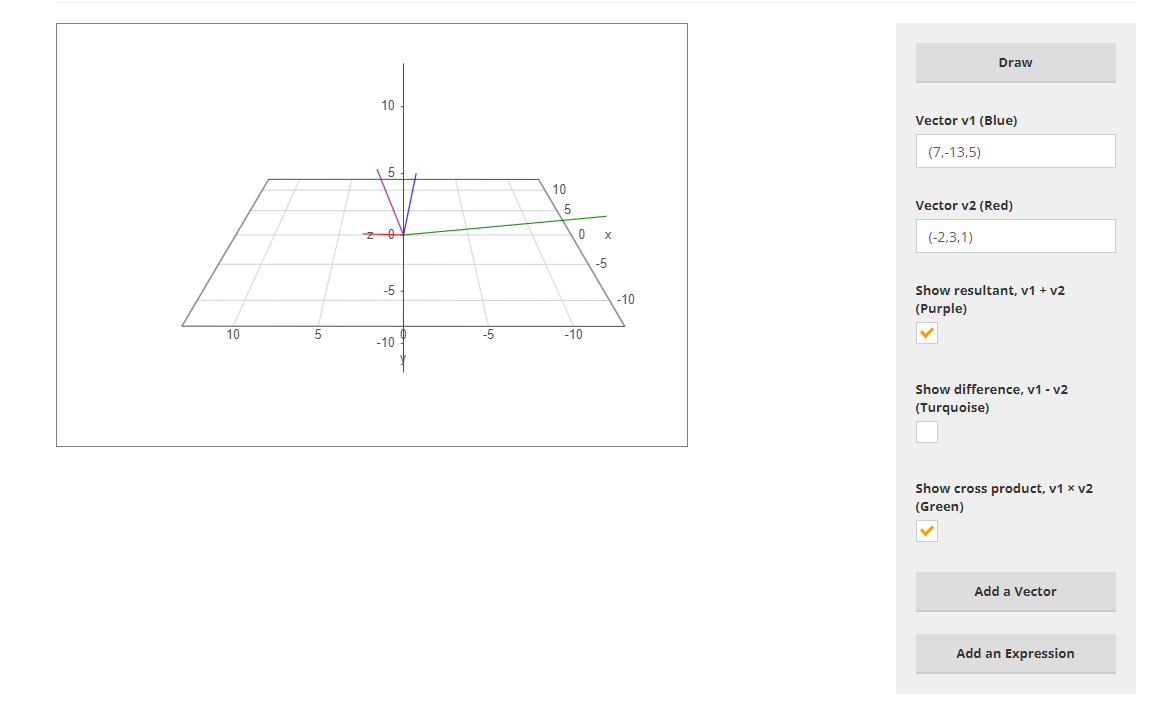 10
5
z 0
-5
-10
10
5
0 x
-5
-10
10 5 0 -5 -10
y
Draw
Vector v1 (Blue)
(7,-13,5)
Vector v2 (Red)
(-2,3,1)
Show resultant, v1 + v2
(Purple)
Show difference, v1 - v2
(Turquoise)
Show cross product, v1 × v2
(Green)
Add a Vector
Add an Expression